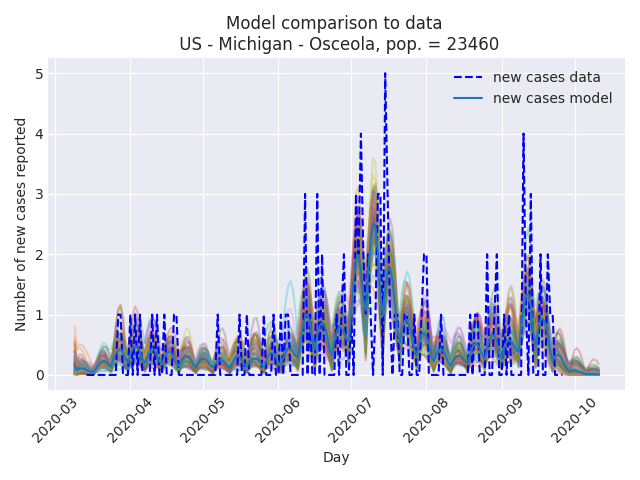 Model comparison to data
US - Michigan - Osceola, pop. = 23460
new cases data
new cases model
Number of new cases reported
5
4
3
2
1
0
2020-03
2020-04
2020-05
2020-06
2020-07
2020-08
2020-09
2020-10
Day